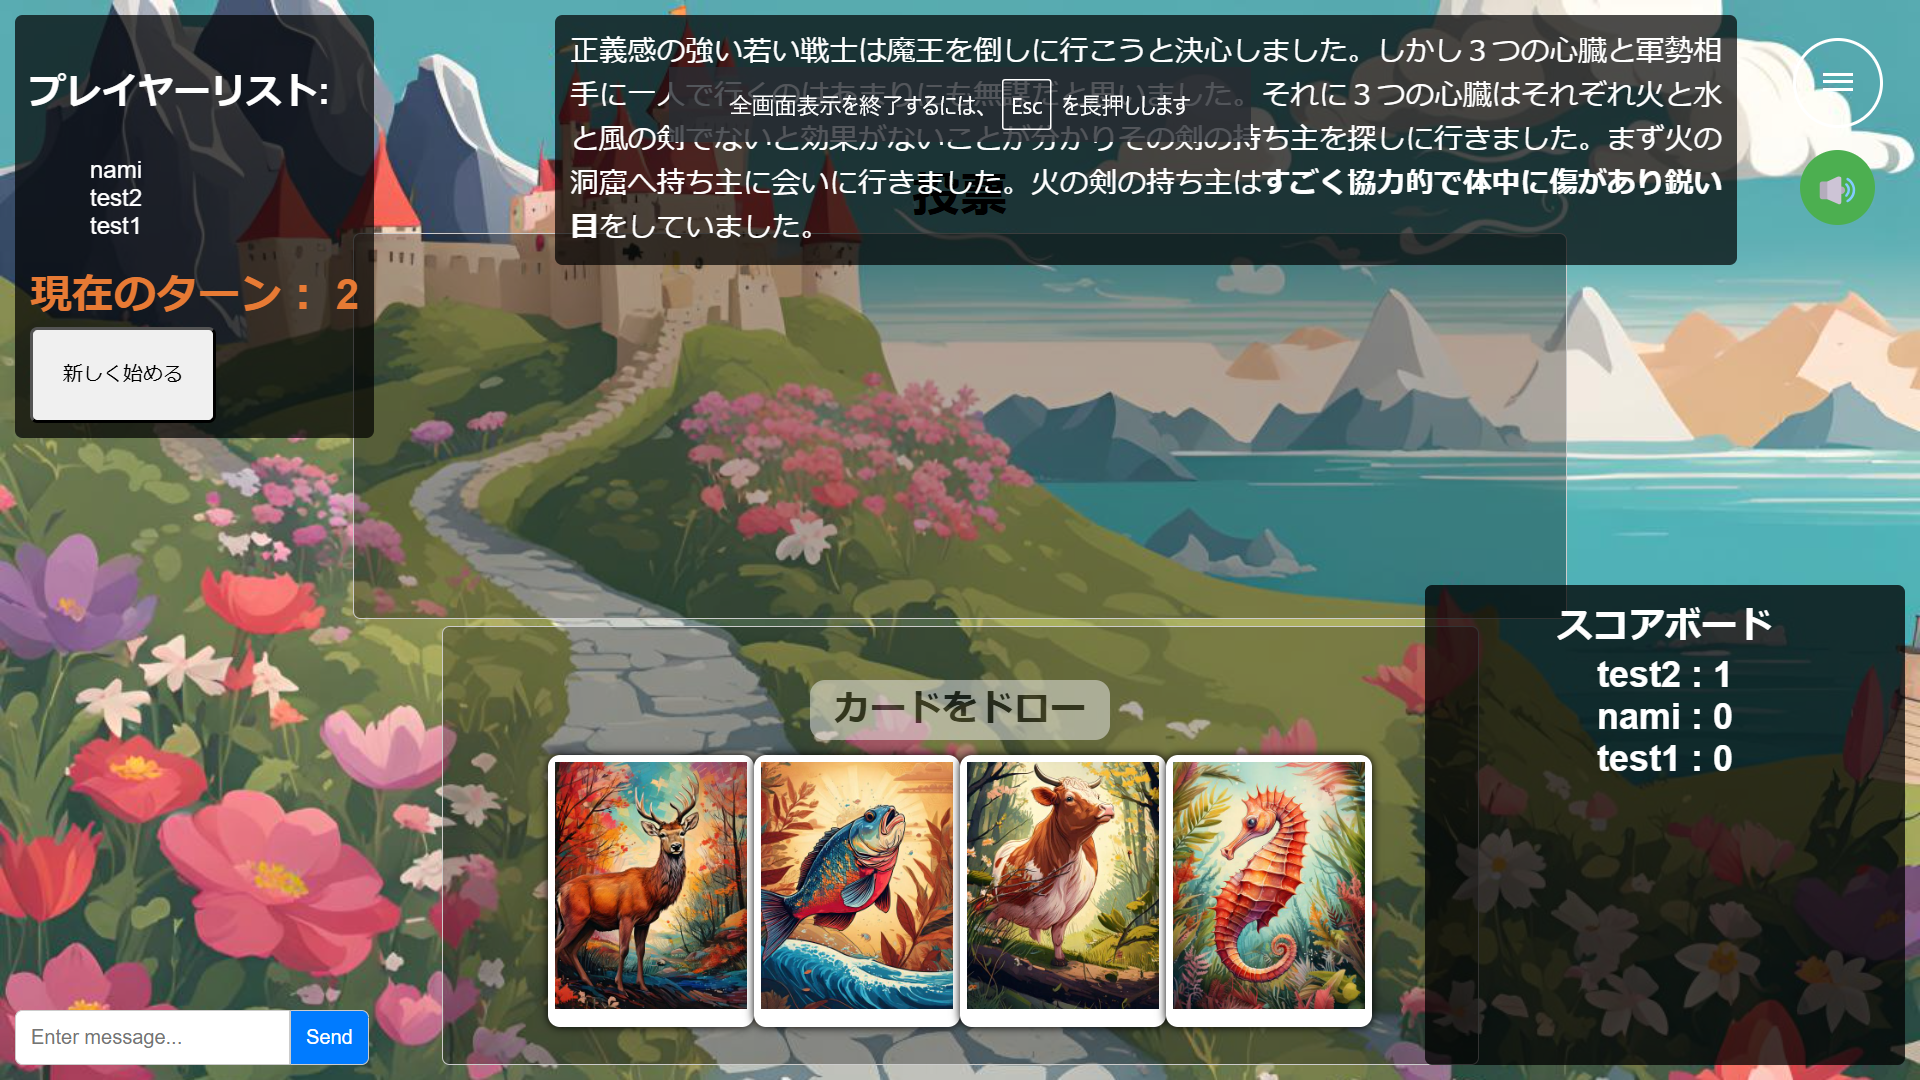 プレイヤーリスト:
nami
test2
test1
現在のターン： 2
新しく始める
正義感の強い若い戦士は魔王を倒しに行こうと決心しました。しかし３つの心臓と軍勢相
手に一人で行くのはあまりにも無謀だと思いました。それに３つの心臓はそれぞれ火と水
と風の剣でないと効果がないことが分かりその剣の持ち主を探しに行きました。まず火の
洞窟へ持ち主に会いに行きました。火の剣の持ち主はすごく協力的で体中に傷があり鋭い
目をしていました。
全画面表示を終了するには、 Esc を長押しします
投票
カードをドロー
スコアボード
test2 : 1
nami : 0
test1 : 0
Enter message...
Send